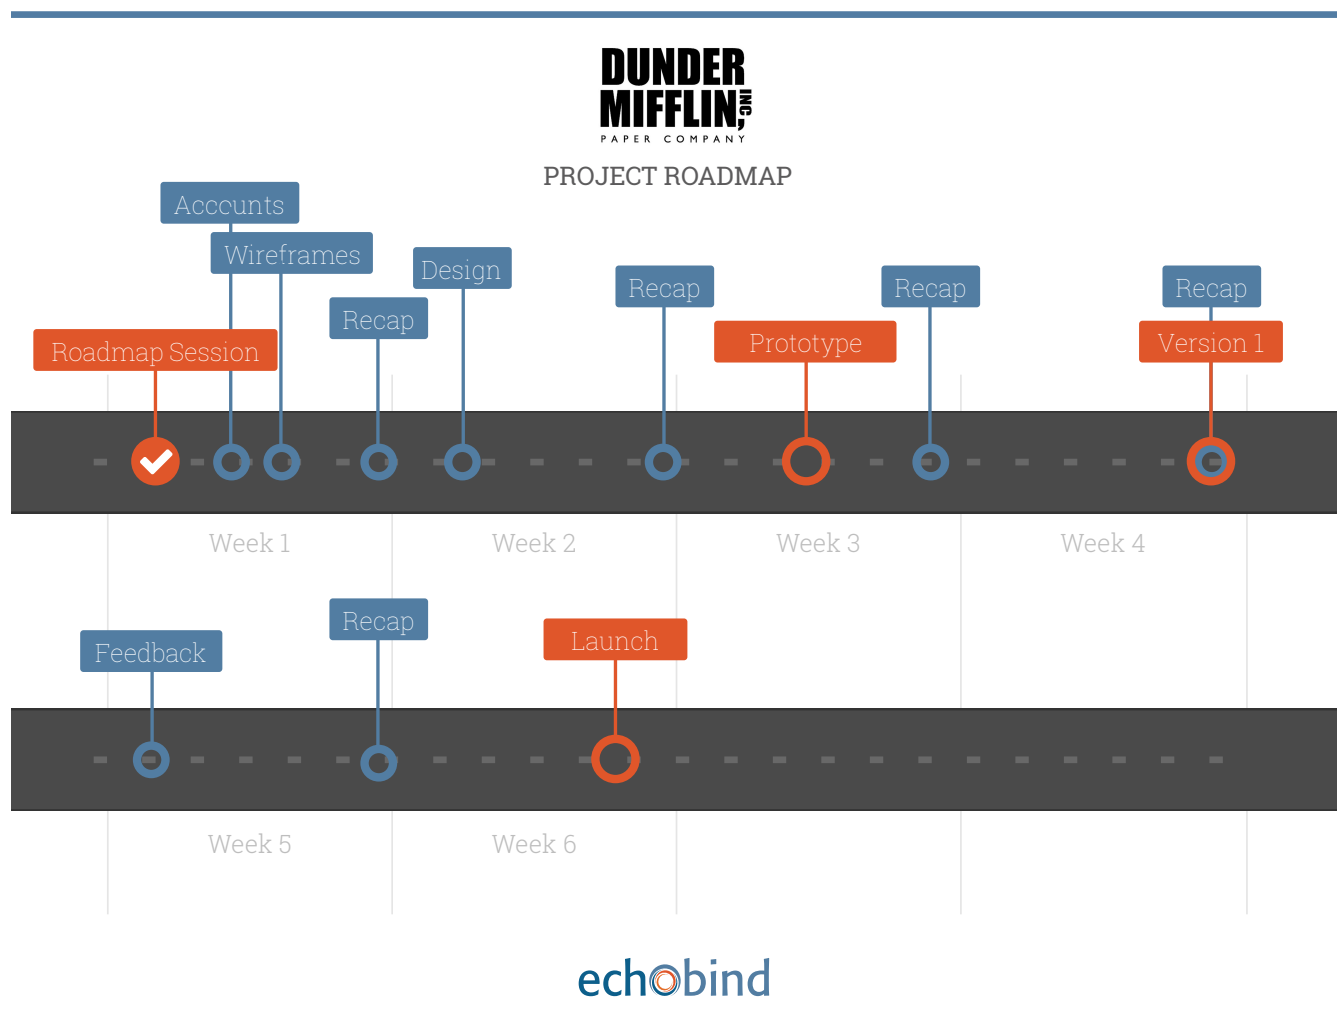 DUNDER
MIFFLIN, INC
PAPER COMPANY
PROJECT ROADMAP
Acccunts
Wireframes
Design
Recap
Recap
Recap
Recap
Roadmap Session
Prototype
Version 1
Week 1
Week 2
Week 3
Week 4
Feedback
Recap
Launch
Week 5
Week 6
echobind